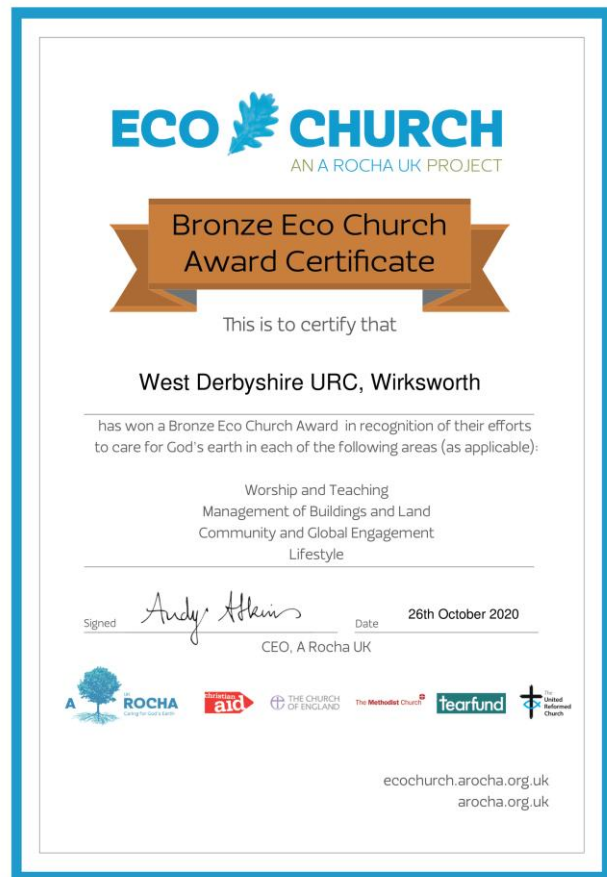 ECO CHURCH
AN A ROCHA UK PROJECT
Bronze Eco Church
Award Certificate
This is to certify that
West Derbyshire URC, Wirksworth
has won a Bronze Eco Church Award in recognition of their efforts
to care for God's earth in each of the following areas (as applicable):
Worship and Teaching
Management of Buildings and Land
Community and Global Engagement
Lifestyle
Signed Andy Atkins Date 26th October 2020
CEO, A Rocha UK
A ROCHA UK
Caring for God's Earth
christian
aid
THE CHURCH
OF ENGLAND
The Methodist Church
tearfund
The
United
Reformed
Church
ecochurch.arocha.org.uk
arocha.org.uk